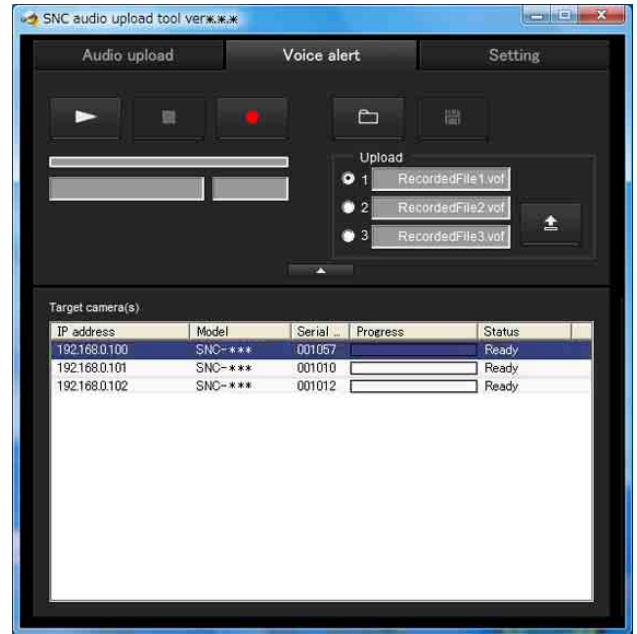 SNC audio upload tool ver*.*.*
Audio upload Voice alert Setting
Upload
1 RecordedFile1.vof
2 RecordedFile2.vof
3 RecordedFile3.vof
Target camera(s)
IP address Model Serial ... Progress Status
192.168.0.100 SNC-*** 001057 Ready
192.168.0.101 SNC-*** 001010 Ready
192.168.0.102 SNC-*** 001012 Ready